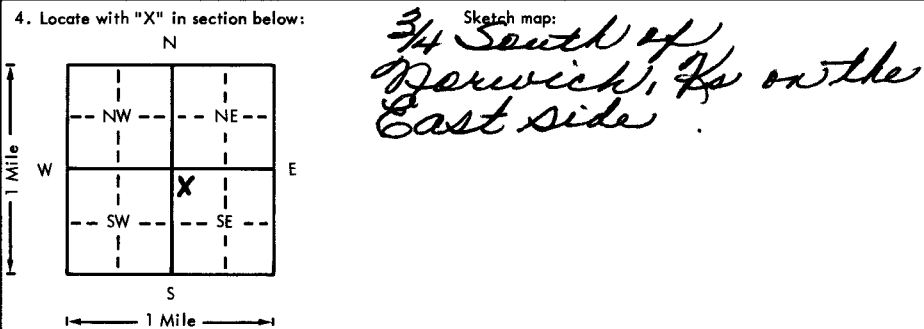 4. Locate with "X" in section below:
Sketch map:
N
3/4 South of
Norwich, Ks on the
East side.
NW
NE
W
E
1 Mile
X
SW
SE
S
1 Mile